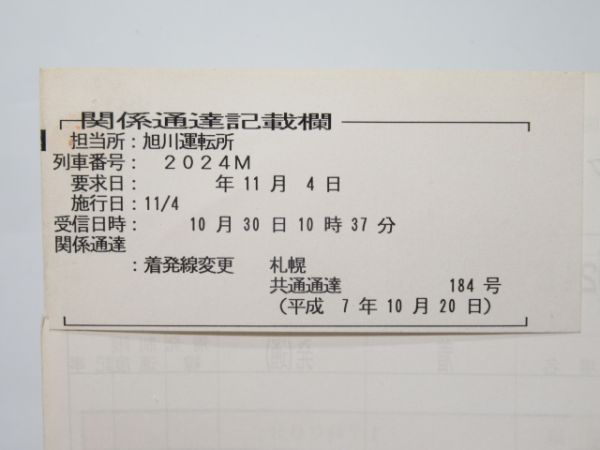 関係通達記載欄
担当所：旭川運転所
列車番号： ２０２４Ｍ
要求日： 年 11 月 4 日
施行日：11/4
受信日時： 10 月 30 日 10 時 37 分
関係通達
：着発線変更 札幌
共通通達 184 号
（平成 7 年 10 月 20 日）